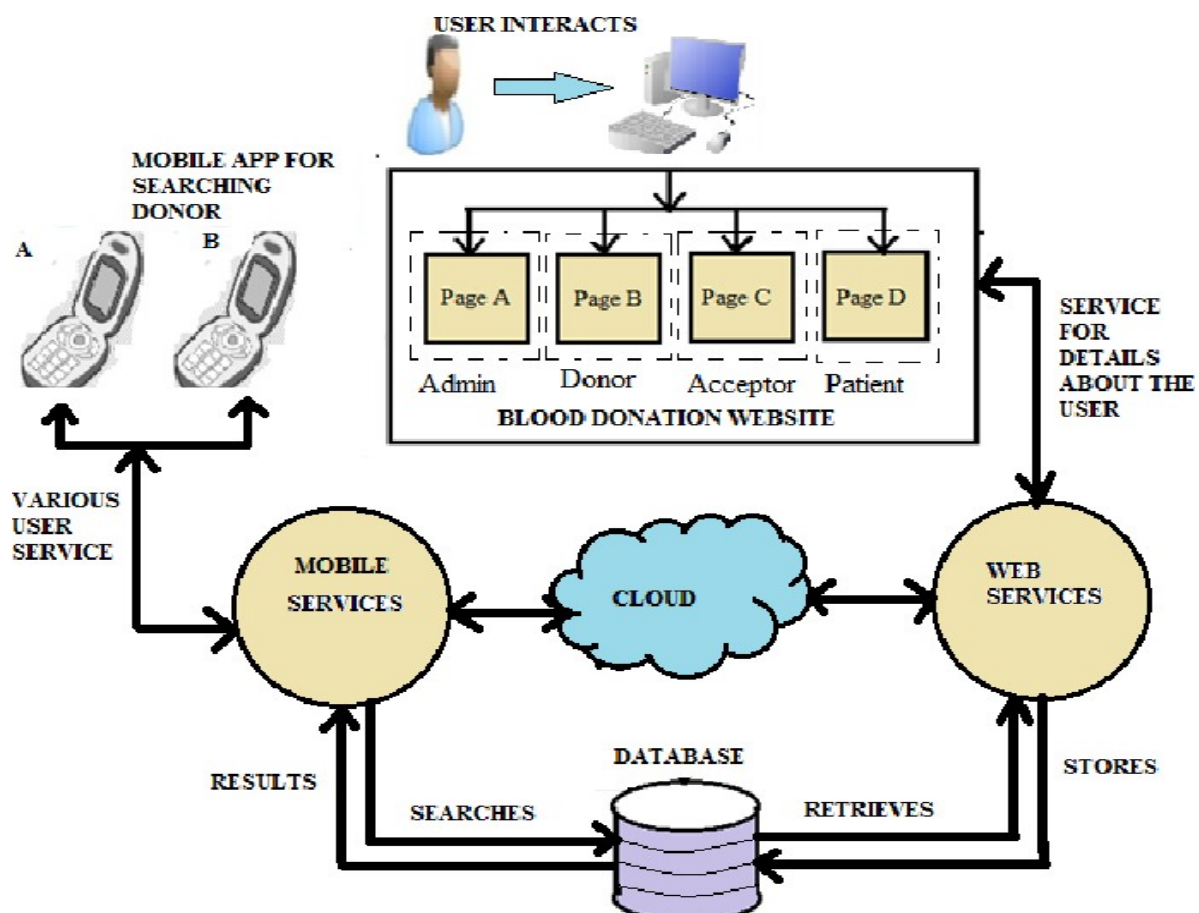 USER INTERACTS
MOBILE APP FOR
SEARCHING
DONOR
A
B
Page A
Page B
Page C
Page D
Admin
Donor
Acceptor
Patient
BLOOD DONATION WEBSITE
SERVICE
FOR
DETAILS
ABOUT THE
USER
VARIOUS
USER
SERVICE
MOBILE
SERVICES
CLOUD
WEB
SERVICES
DATABASE
RESULTS
SEARCHES
RETRIEVES
STORES